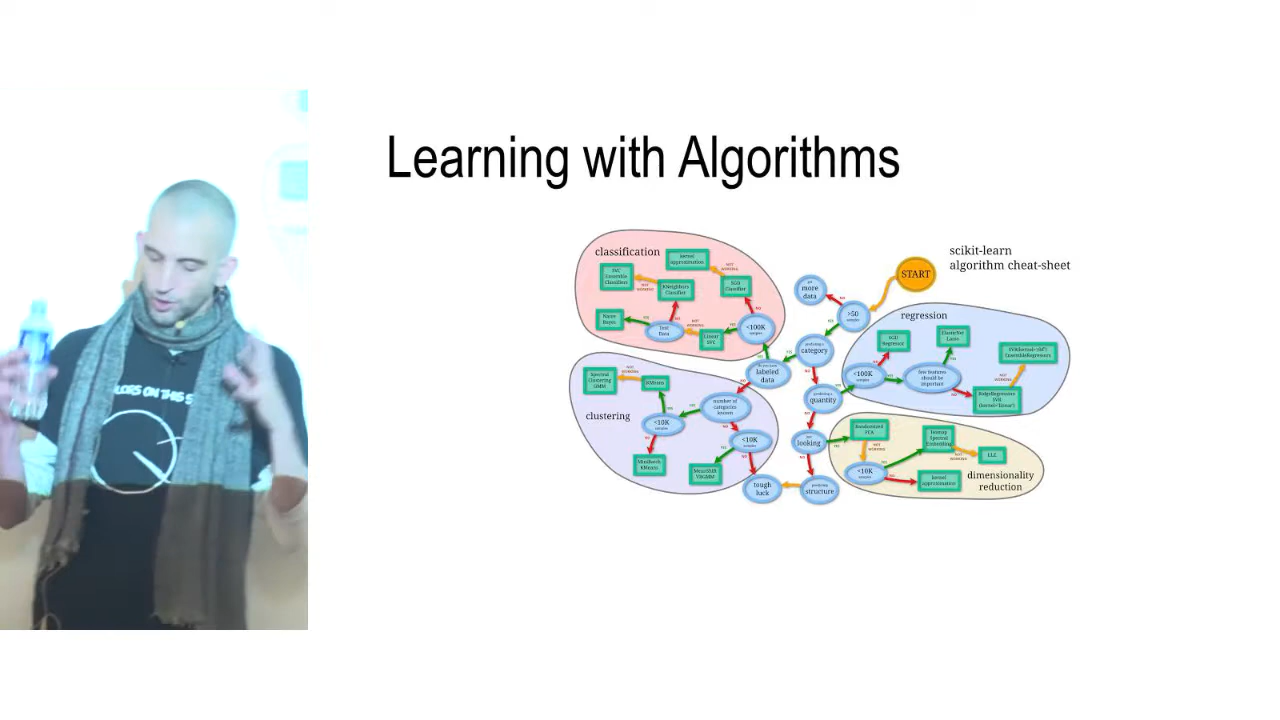 Learning with Algorithms
scikit-learn
algorithm cheat-sheet
START
classification
kernel
approximation
SVC
Ensemble
Classifiers
KNeighbors
Classifier
SGD
Classifier
Naive
Bayes
Text
Data
Linear
SVC
<100K
samples
get
more
data
>50
samples
predicting a
category
labeled
data
regression
SGD
Regressor
ElasticNet
Lasso
<100K
samples
few features
should be
important
RidgeRegression
SVR
(kernel='linear')
EnsembleRegressors
predicting a
quantity
clustering
Spectral
Clustering
GMM
KMeans
number of
categories
known
<10K
samples
<10K
samples
MiniBatch
KMeans
MeanShift
VBGMM
just
looking
tough
luck
predicting
structure
Randomized
PCA
Isomap
Spectral
Embedding
LLE
<10K
samples
kernel
approximation
dimensionality
reduction
NOT
WORKING
YES
NO
ON THIS S